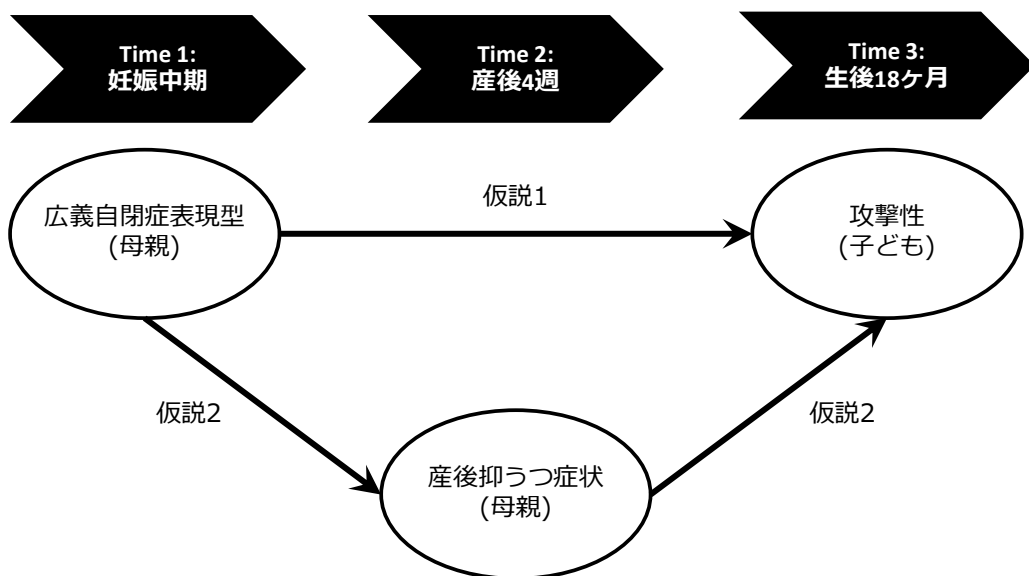 Time 1:
妊娠中期
Time 2:
産後4週
Time 3:
生後18ヶ月
広義自閉症表現型
(母親)
仮説1
攻撃性
(子ども)
仮説2
仮説2
産後抑うつ症状
(母親)